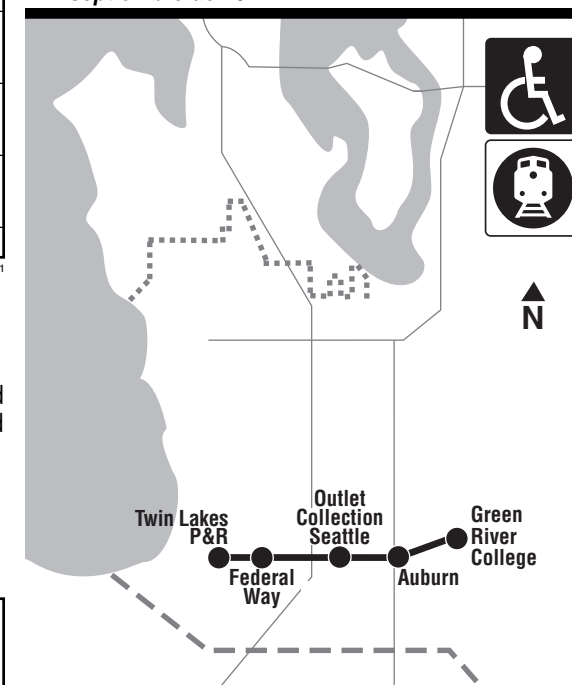 N
Twin Lakes
P&R
Federal
Way
Outlet
Collection
Seattle
Auburn
Green
River
College